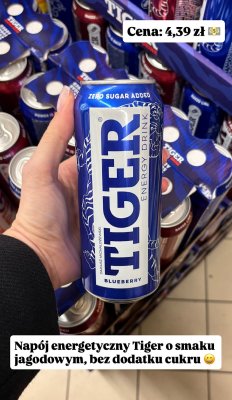 Cena: 4,39 zł 💵
ZERO SUGAR ADDED
TIGER
ENERGY DRINK
BLUEBERRY
TIGER
Napój energetyczny Tiger o smaku
jagodowym, bez dodatku cukru 😀